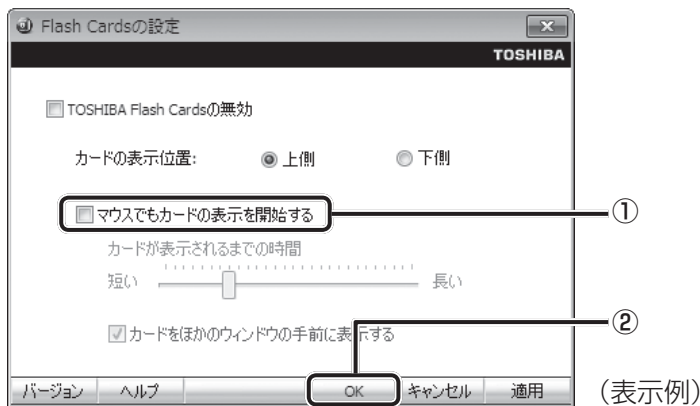 Flash Cardsの設定
TOSHIBA
TOSHIBA Flash Cardsの無効
カードの表示位置: 上側 下側
マウスでもカードの表示を開始する ①
カードが表示されるまでの時間
短い 長い
②
カードをほかのウィンドウの手前に表示する
バージョン ヘルプ OK キャンセル 適用 （表示例）